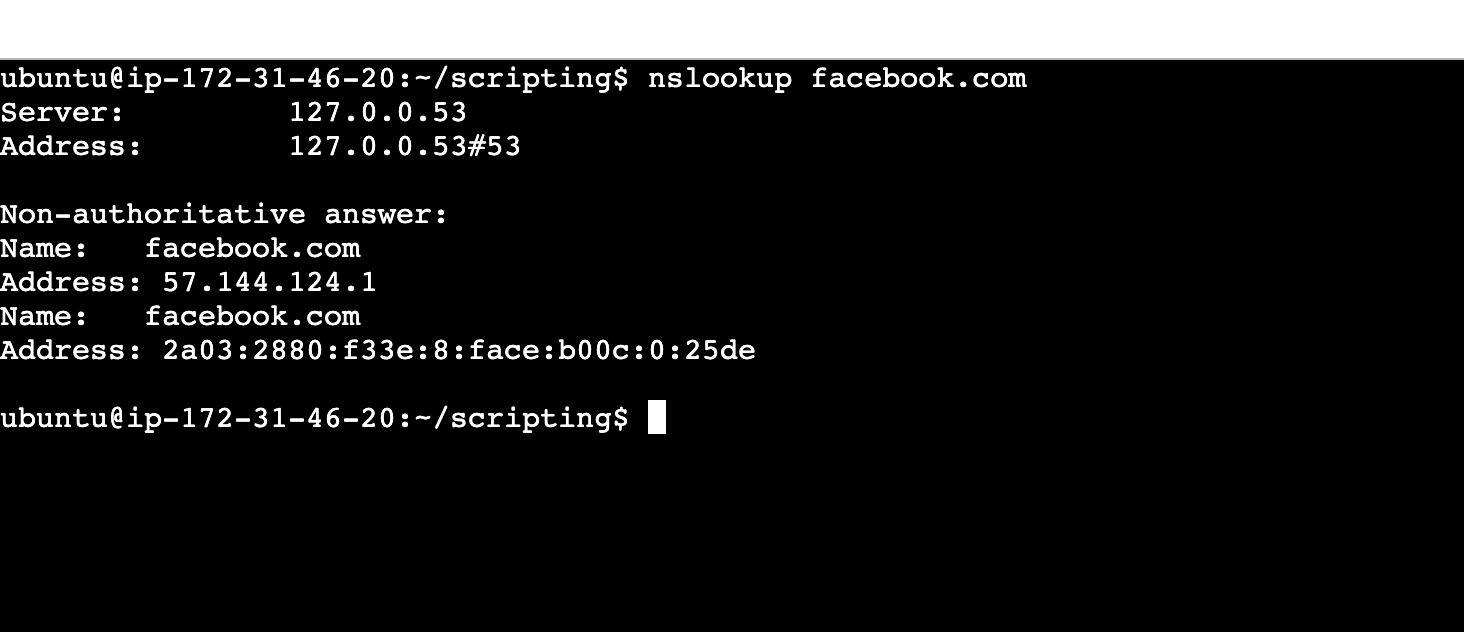 ubuntu@ip-172-31-46-20:~/scripting$ nslookup facebook.com
Server:         127.0.0.53
Address:        127.0.0.53#53
Non-authoritative answer:
Name:   facebook.com
Address: 57.144.124.1
Name:   facebook.com
Address: 2a03:2880:f33e:8:face:b00c:0:25de
ubuntu@ip-172-31-46-20:~/scripting$